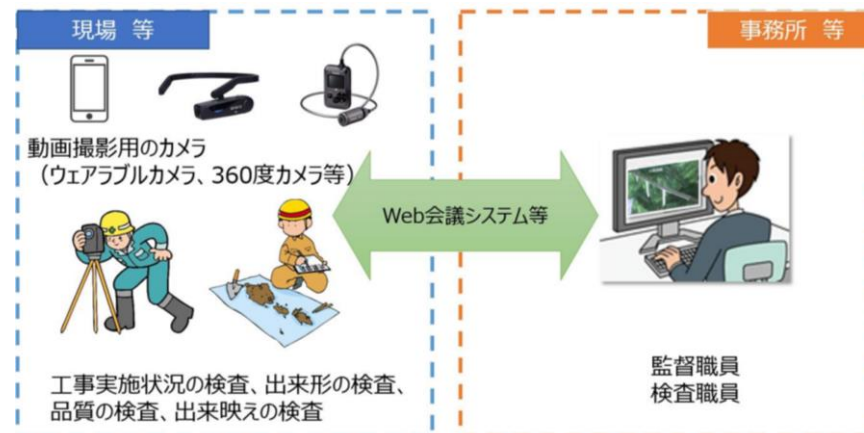 現場 等
事務所 等
動画撮影用のカメラ
(ウェアラブルカメラ、360度カメラ等)
Web会議システム等
工事実施状況の検査、出来形の検査、
品質の検査、出来映えの検査
監督職員
検査職員